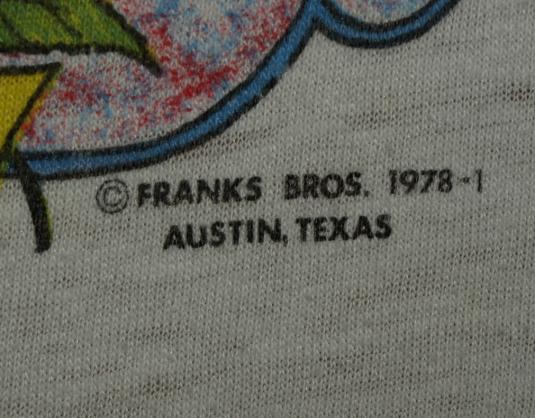 © FRANKS BROS. 1978-1
AUSTIN, TEXAS